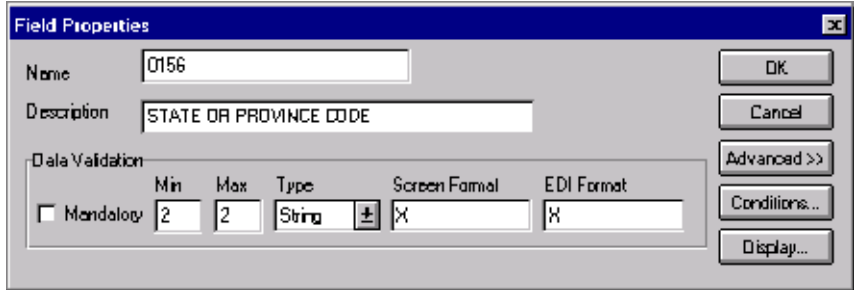 Field Properties
Name 0156 OK
Description STATE OR PROVINCE CODE Cancel
Data Validation Advanced >>
Min Max Type Screen Format EDI Format
Mandatory 2 2 String X X Conditions...
Display...